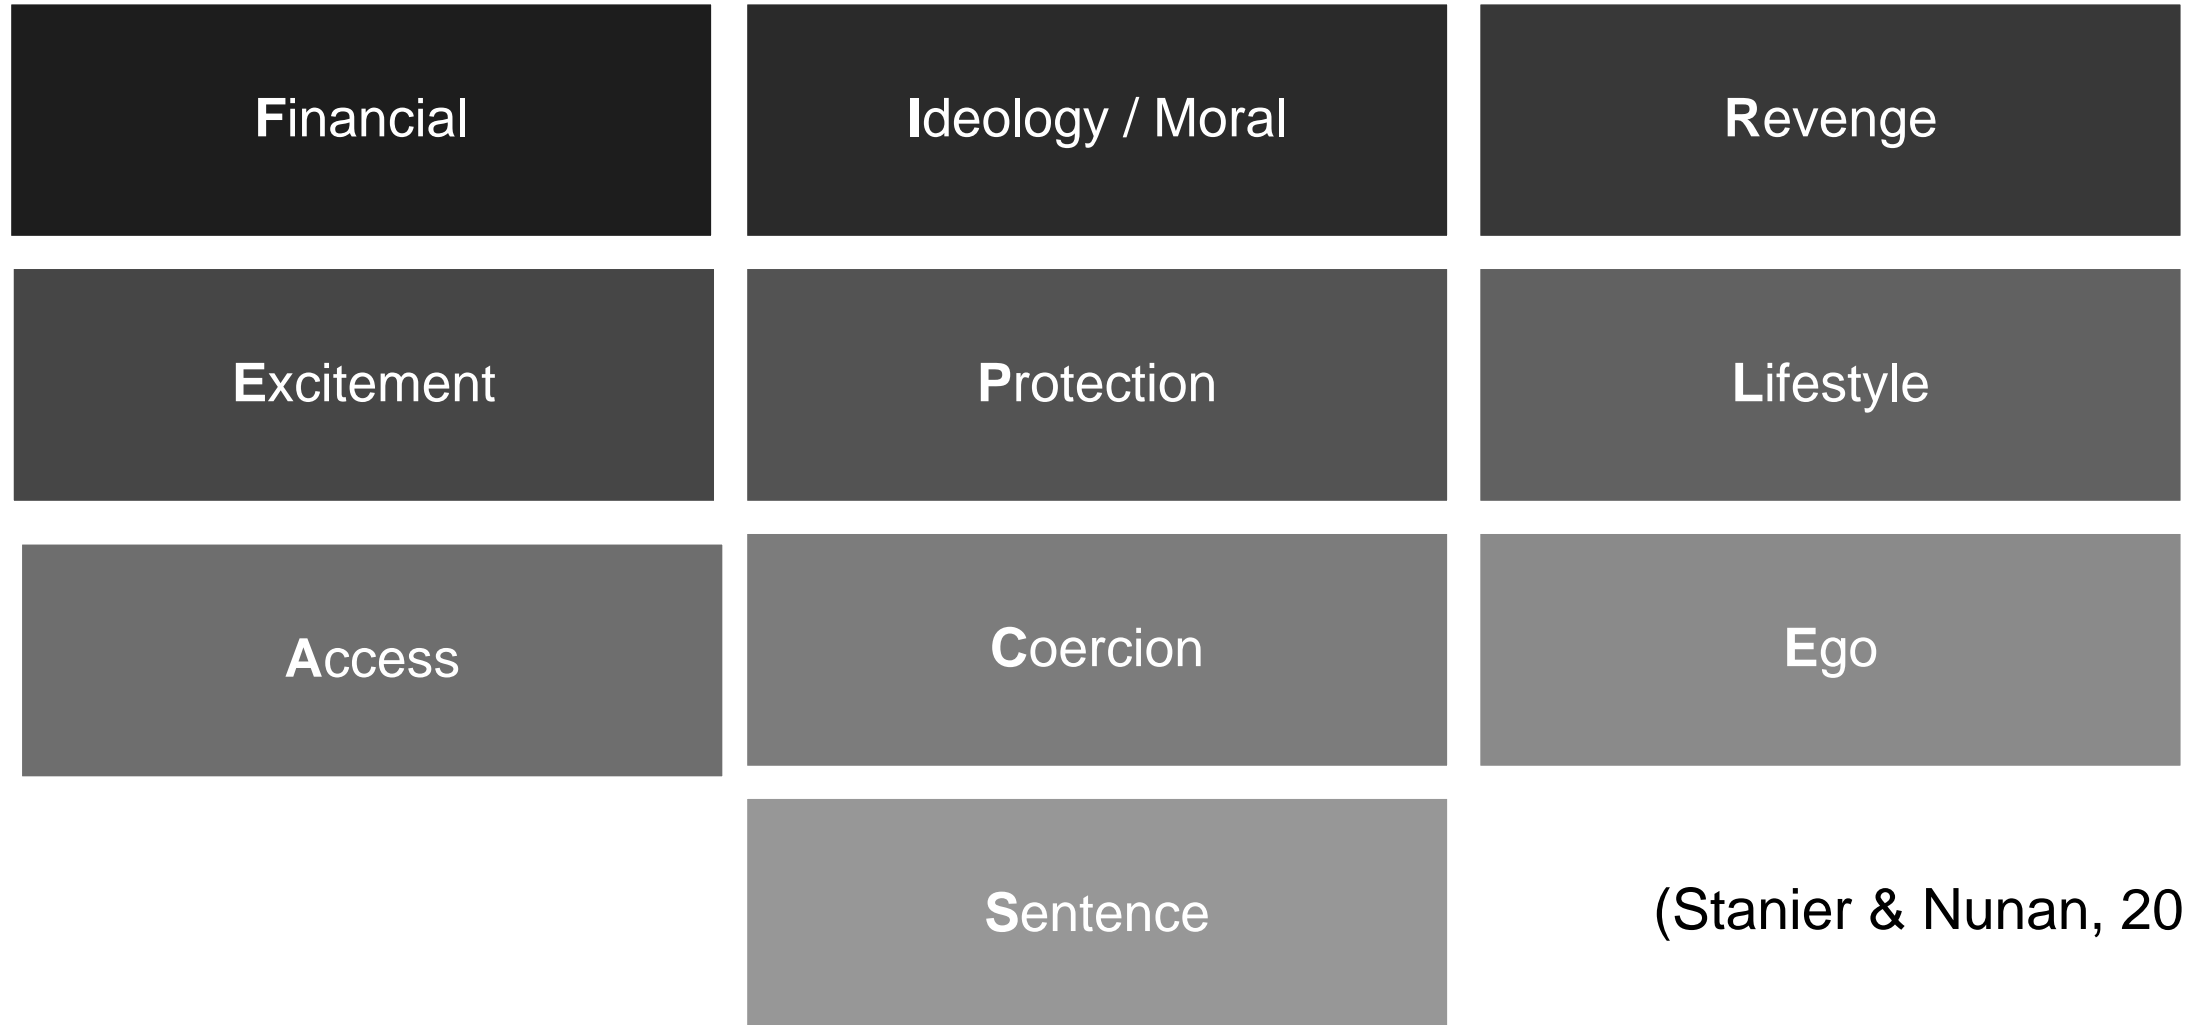 Financial
Ideology / Moral
Revenge
Excitement
Protection
Lifestyle
Access
Coercion
Ego
Sentence
(Stanier & Nunan, 20